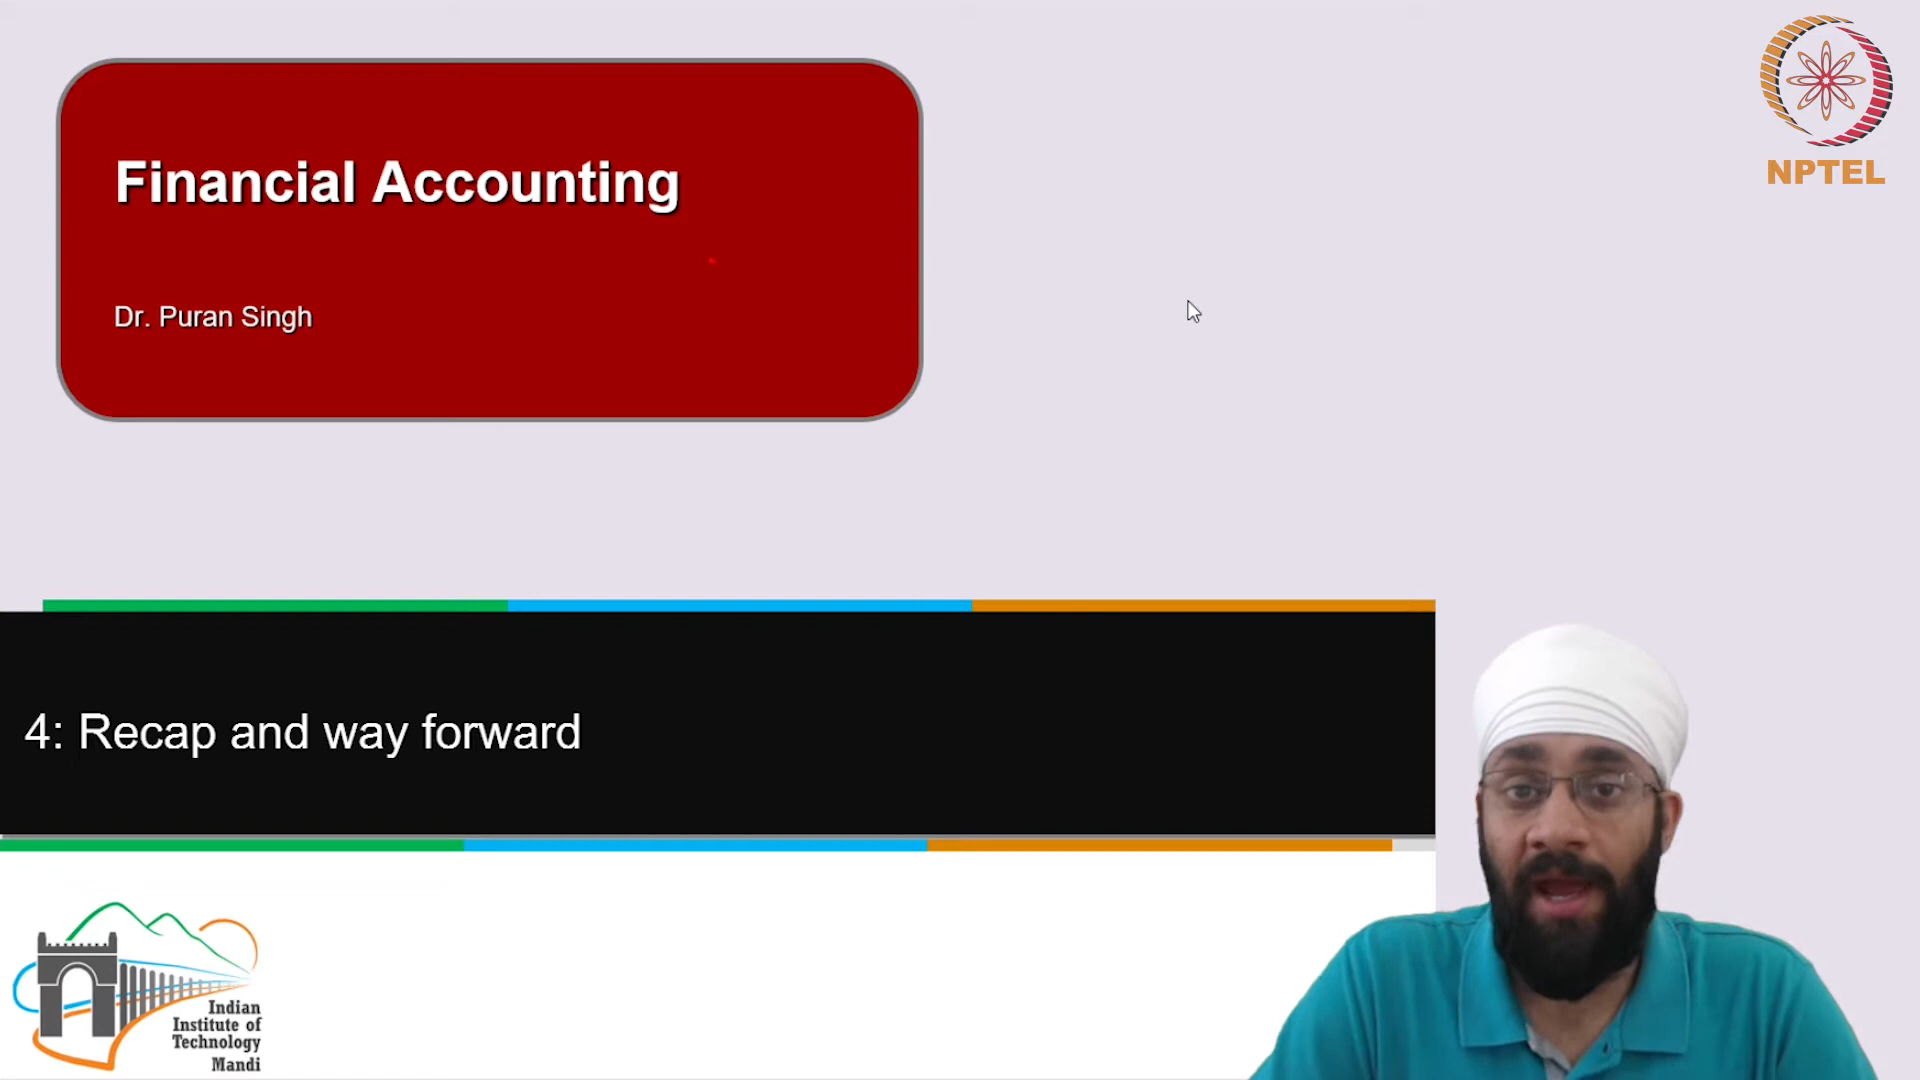 Financial Accounting
Dr. Puran Singh
NPTEL
4: Recap and way forward
Indian
Institute of
Technology
Mandi